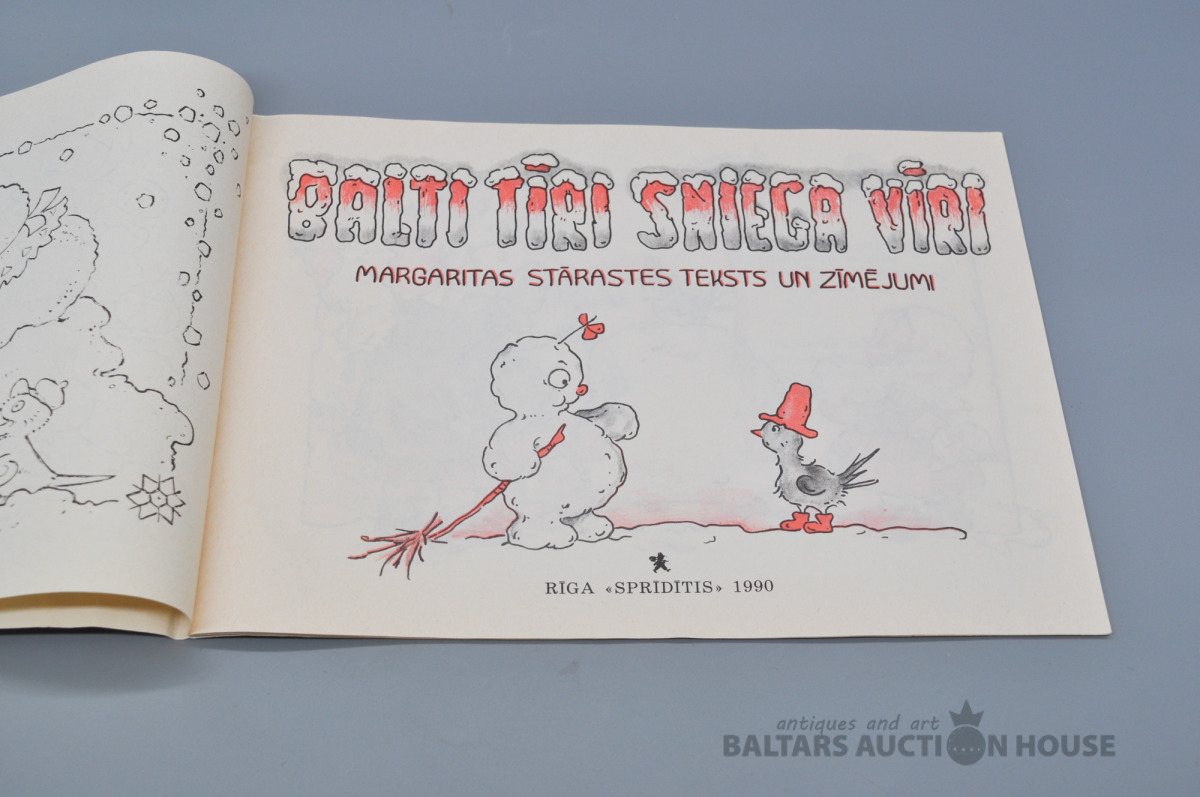 BALTI TĪRI SNIEGA VĪRI
MARGARITAS STĀRASTES TEKSTS UN ZĪMĒJUMI
RĪGA «SPRĪDĪTIS» 1990
antiques and art
BALTARS AUCTION HOUSE